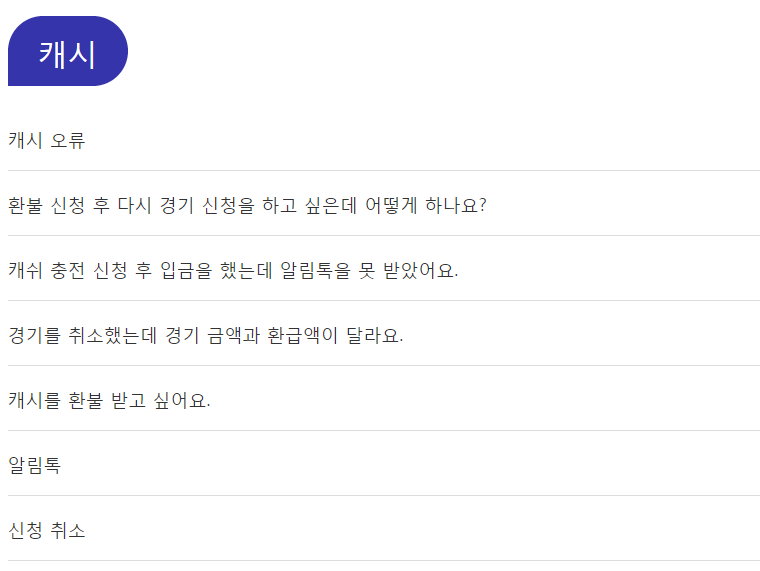 캐시
캐시 오류
환불 신청 후 다시 경기 신청을 하고 싶은데 어떻게 하나요?
캐쉬 충전 신청 후 입금을 했는데 알림톡을 못 받았어요.
경기를 취소했는데 경기 금액과 환급액이 달라요.
캐시를 환불 받고 싶어요.
알림톡
신청 취소